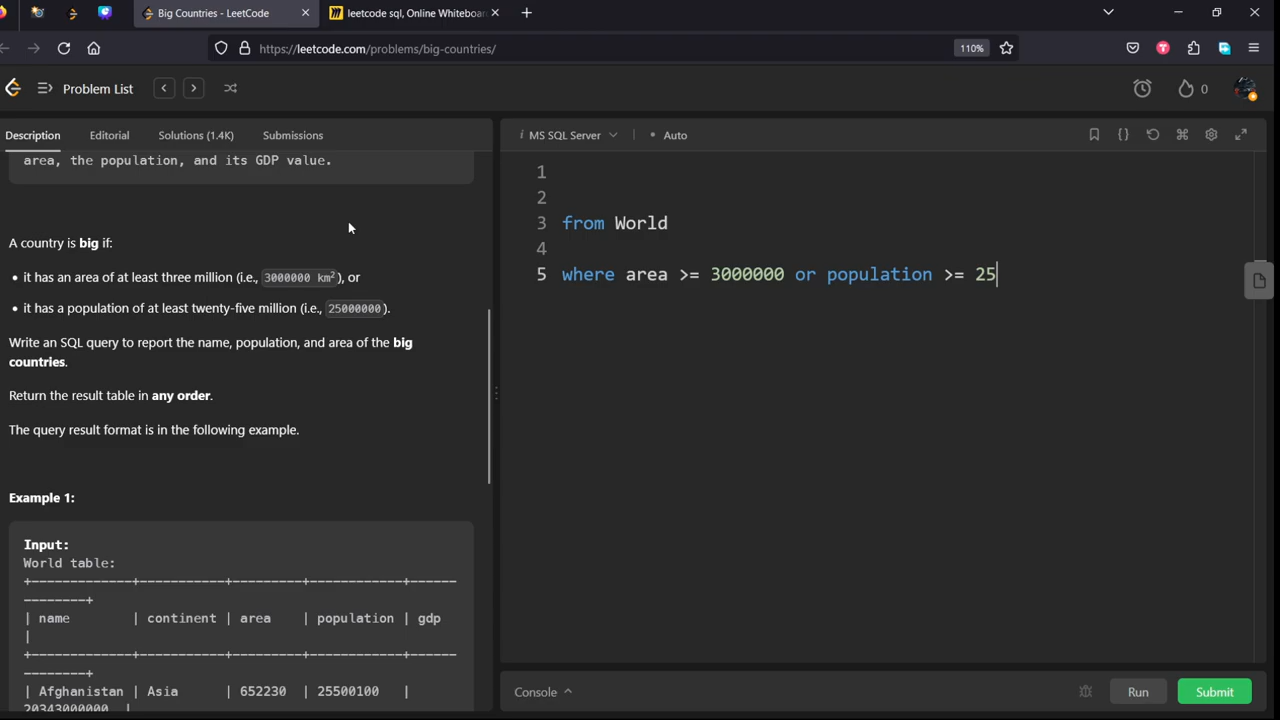 Big Countries - LeetCode
leetcode sql, Online Whiteboar
https://leetcode.com/problems/big-countries/
110%
Problem List
0
Description
Editorial
Solutions (1.4K)
Submissions
i MS SQL Server
Auto
area, the population, and its GDP value.
A country is big if:
• it has an area of at least three million (i.e., 3000000 km²), or
• it has a population of at least twenty-five million (i.e., 25000000).
Write an SQL query to report the name, population, and area of the big
countries.
Return the result table in any order.
The query result format is in the following example.
Example 1:
Input:
World table:
+-------------+-----------+---------+------------+------
--------+
| name | continent | area | population | gdp
|
+-------------+-----------+---------+------------+------
--------+
| Afghanistan | Asia | 652230 | 25500100 |
20343000000 |
1
2
3 from World
4
5 where area >= 3000000 or population >= 25
Console
Run
Submit